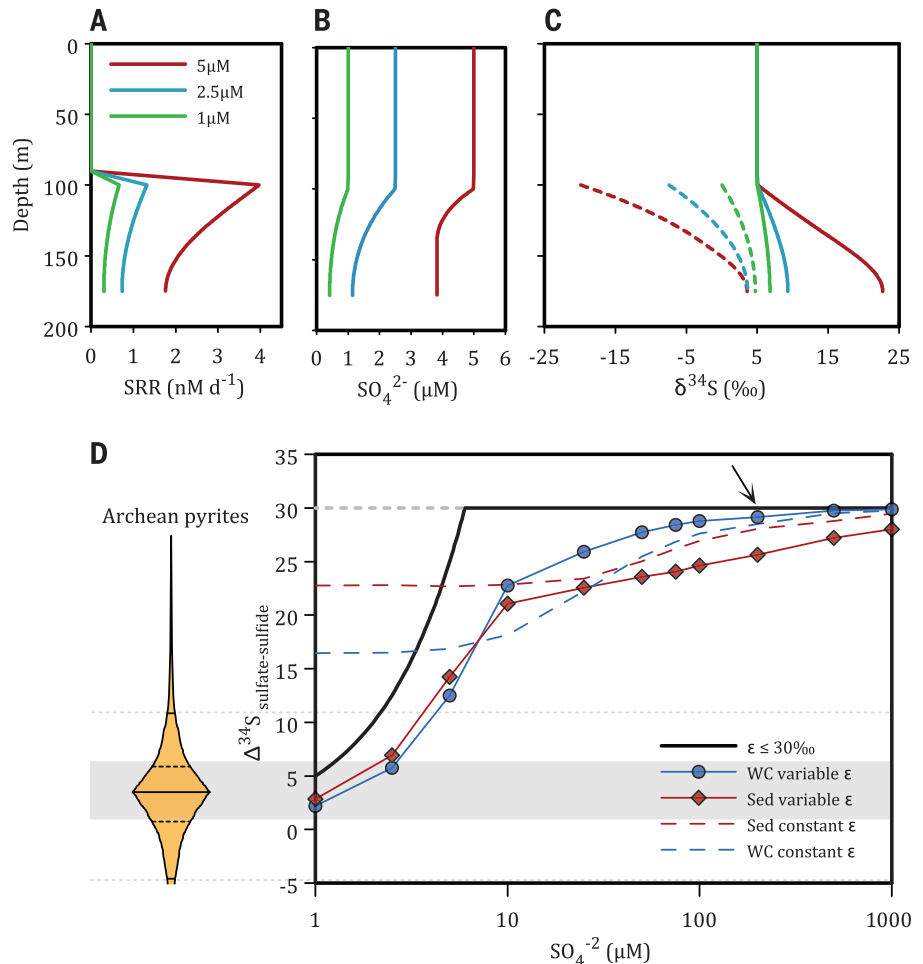 A
B
C
0
50
100
150
200
Depth (m)
5μM
2.5μM
1μM
0 1 2 3 4
SRR (nM d⁻¹)
0 1 2 3 4 5 6
SO₄²⁻ (μM)
-25 -15 -5 5 15 25
δ³⁴S (‰)
D
Archean pyrites
35
30
25
20
15
10
5
0
-5
Δ³⁴S sulfate-sulfide
ε ≤ 30‰
WC variable ε
Sed variable ε
Sed constant ε
WC constant ε
1 10 100 1000
SO₄⁻² (μM)